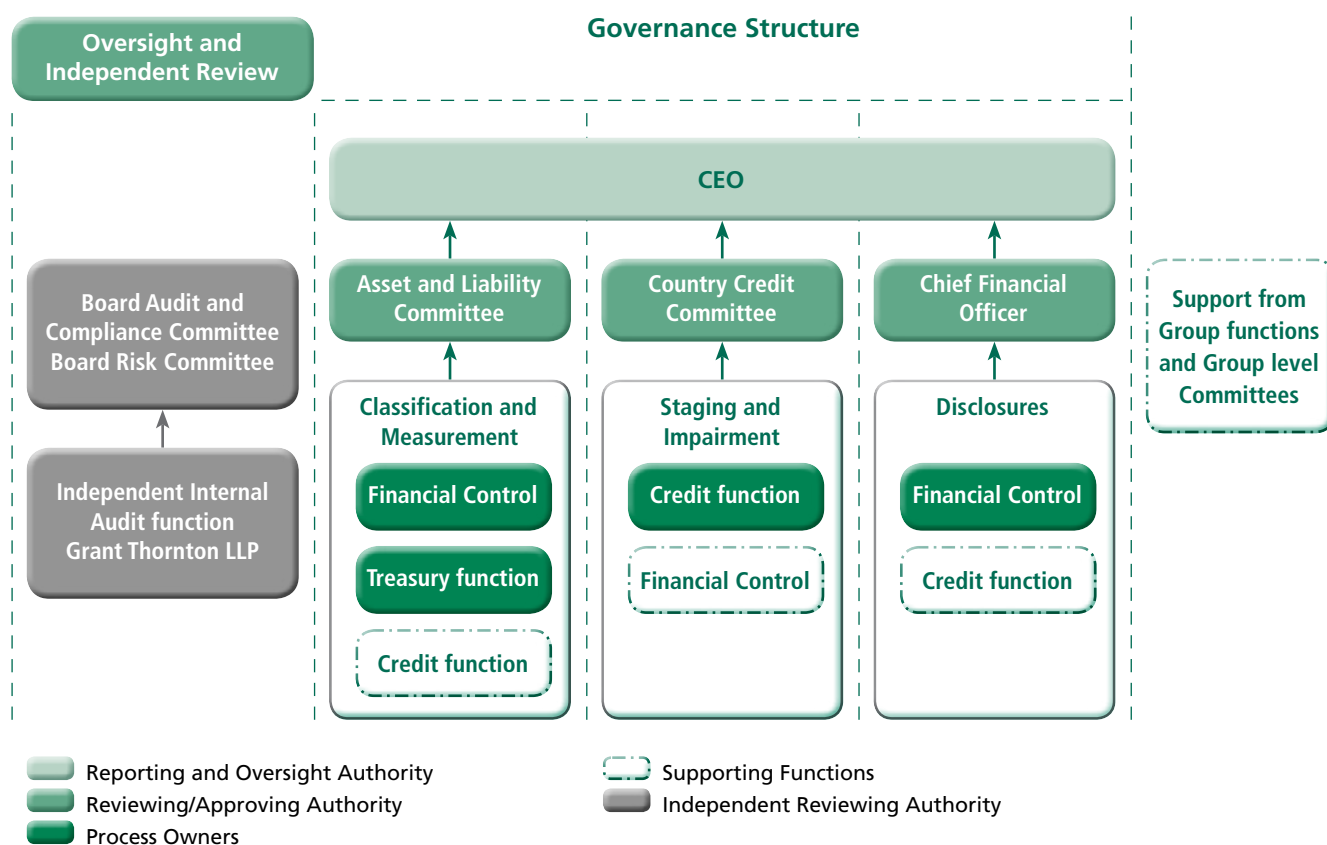 Governance Structure
Oversight and
Independent Review
CEO
Board Audit and
Compliance Committee
Board Risk Committee
Independent Internal
Audit function
Grant Thornton LLP
Asset and Liability
Committee
Classification and
Measurement
Financial Control
Treasury function
Credit function
Country Credit
Committee
Staging and
Impairment
Credit function
Financial Control
Chief Financial
Officer
Disclosures
Financial Control
Credit function
Support from
Group functions
and Group level
Committees
Reporting and Oversight Authority
Reviewing/Approving Authority
Process Owners
Supporting Functions
Independent Reviewing Authority